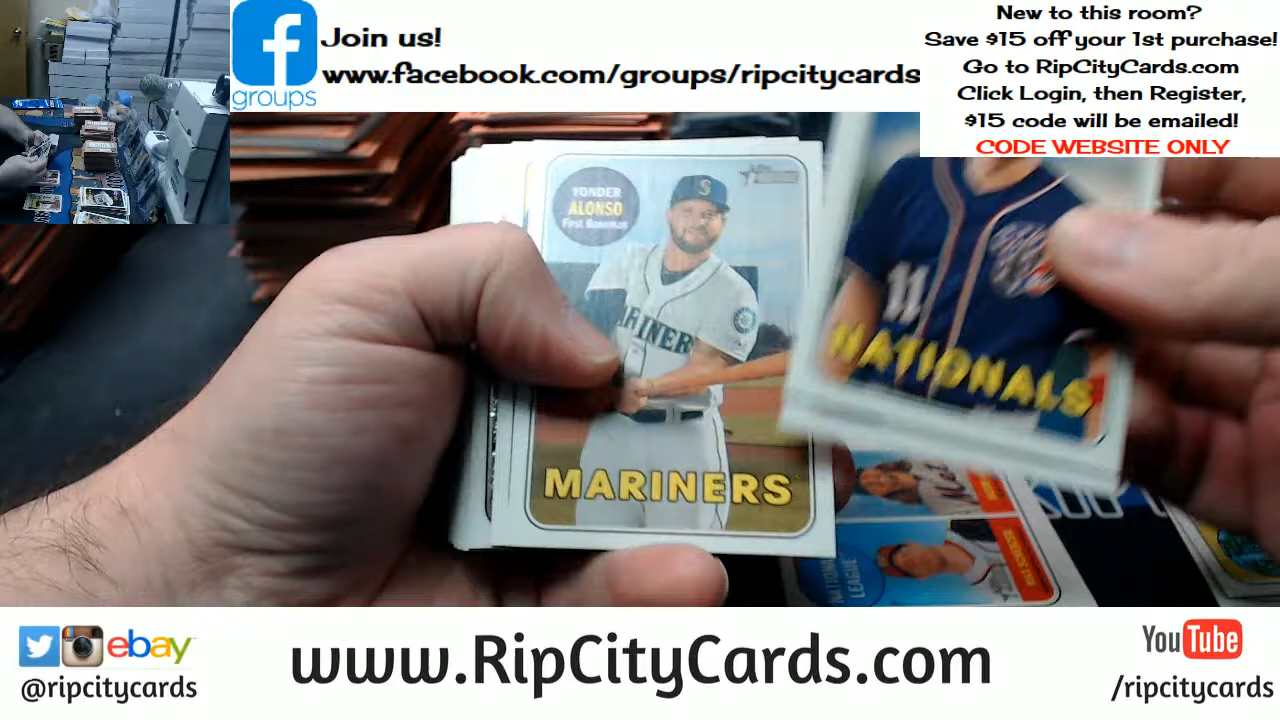 f
groups
Join us!
www.facebook.com/groups/ripcitycards
New to this room?
Save $15 off your 1st purchase!
Go to RipCityCards.com
Click Login, then Register,
$15 code will be emailed!
CODE WEBSITE ONLY
YONDER
ALONSO
First Baseman
S
MARINER
MARINERS
11
NATIONALS
NATIONAL
LEAGUE
ebay
@ripcitycards
www.RipCityCards.com
YouTube
/ripcitycards